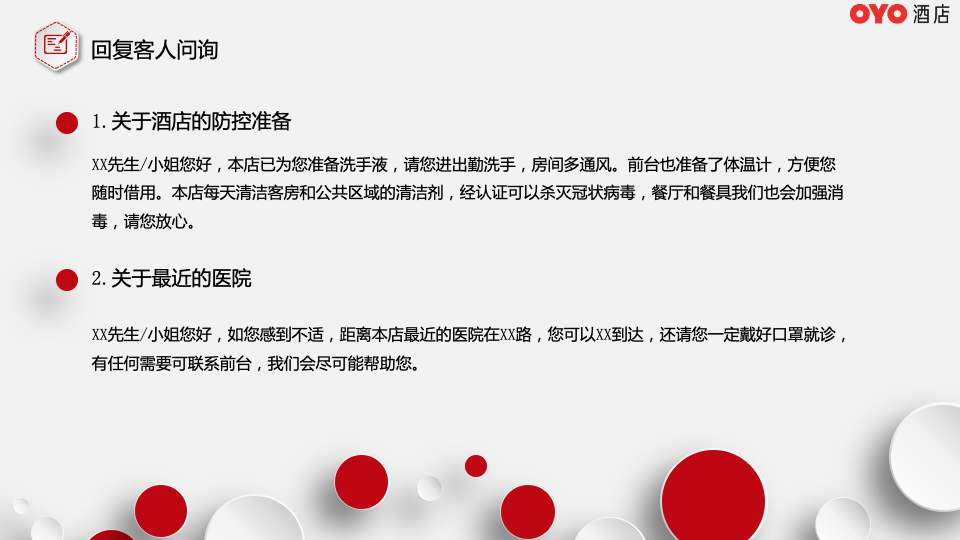 OYO 酒店
回复客人问询
1.关于酒店的防控准备
XX先生/小姐您好，本店已为您准备洗手液，请您进出勤洗手，房间多通风。前台也准备了体温计，方便您
随时借用。本店每天清洁客房和公共区域的清洁剂，经认证可以杀灭冠状病毒，餐厅和餐具我们也会加强消
毒，请您放心。
2.关于最近的医院
XX先生/小姐您好，如您感到不适，距离本店最近的医院在XX路，您可以XX到达，还请您一定戴好口罩就诊，
有任何需要可联系前台，我们会尽可能帮助您。